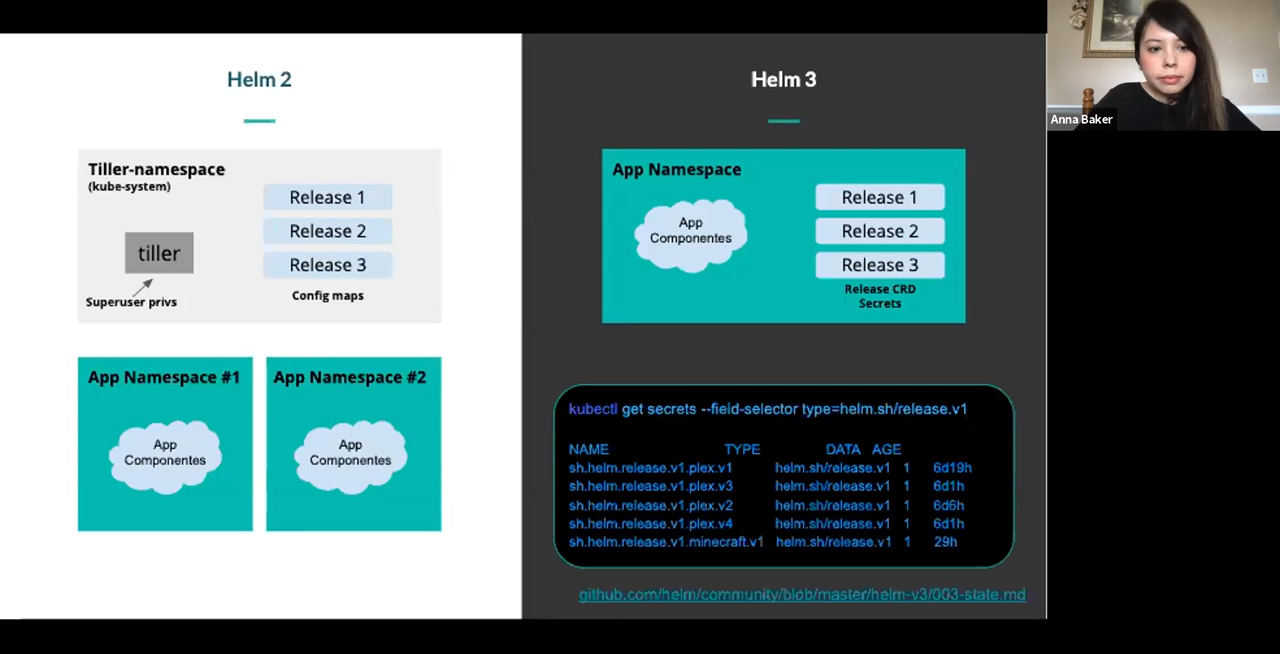 Helm 2
Tiller-namespace
(kube-system)
tiller
Superuser privs
Release 1
Release 2
Release 3
Config maps
App Namespace #1
App
Componentes
App Namespace #2
App
Componentes
Helm 3
App Namespace
App
Componentes
Release 1
Release 2
Release 3
Release CRD
Secrets
kubectl get secrets --field-selector type=helm.sh/release.v1
NAME TYPE DATA AGE
sh.helm.release.v1.plex.v1 helm.sh/release.v1 1 6d19h
sh.helm.release.v1.plex.v3 helm.sh/release.v1 1 6d1h
sh.helm.release.v1.plex.v2 helm.sh/release.v1 1 6d6h
sh.helm.release.v1.plex.v4 helm.sh/release.v1 1 6d1h
sh.helm.release.v1.minecraft.v1 helm.sh/release.v1 1 29h
github.com/helm/community/blob/master/helm-v3/003-state.md
Anna Baker